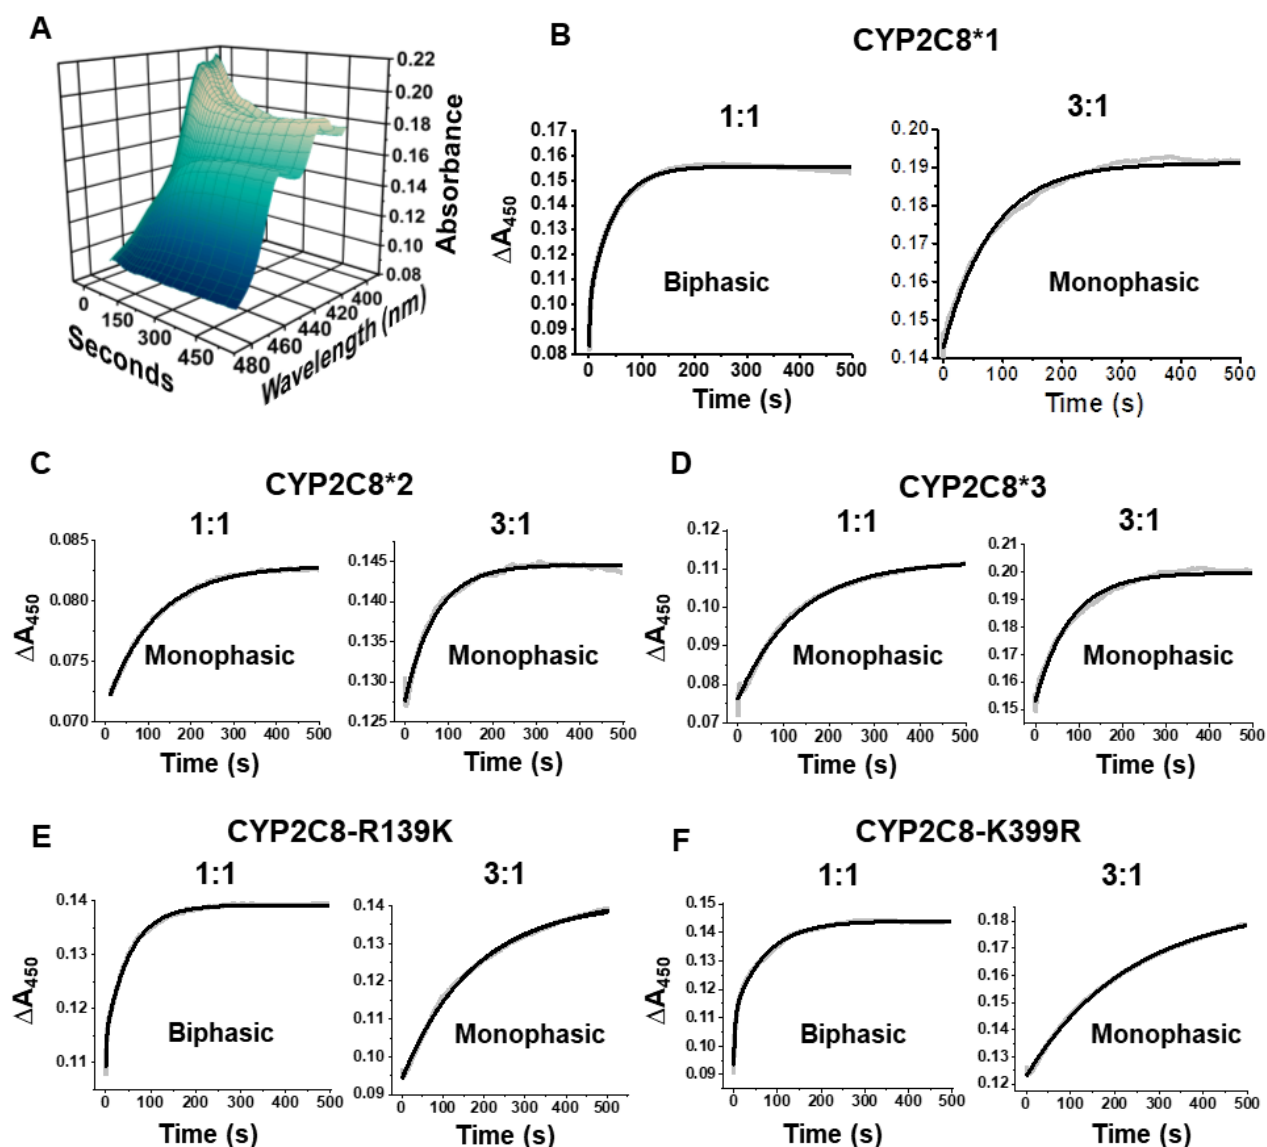 A
0.22
0.20
0.18
0.16
0.14
0.12
0.10
0.08
Absorbance
0
150
300
450
Seconds
480
460
440
420
400
Wavelength (nm)
B
CYP2C8*1
1:1
0.17
0.16
0.15
0.14
0.13
0.12
0.11
0.10
0.09
0.08
ΔA450
Biphasic
0 100 200 300 400 500
Time (s)
3:1
0.20
0.19
0.18
0.17
0.16
0.15
0.14
Monophasic
0 100 200 300 400 500
Time (s)
C
CYP2C8*2
1:1
0.085
0.080
0.075
0.070
ΔA450
Monophasic
0 100 200 300 400 500
Time (s)
3:1
0.145
0.140
0.135
0.130
0.125
Monophasic
0 100 200 300 400 500
Time (s)
D
CYP2C8*3
1:1
0.12
0.11
0.10
0.09
0.08
0.07
ΔA450
Monophasic
0 100 200 300 400 500
Time (s)
3:1
0.21
0.20
0.19
0.18
0.17
0.16
0.15
Monophasic
0 100 200 300 400 500
Time (s)
E
CYP2C8-R139K
1:1
0.14
0.13
0.12
0.11
ΔA450
Biphasic
0 100 200 300 400 500
Time (s)
3:1
0.14
0.13
0.12
0.11
0.10
0.09
Monophasic
0 100 200 300 400 500
Time (s)
F
CYP2C8-K399R
1:1
0.15
0.14
0.13
0.12
0.11
0.10
0.09
ΔA450
Biphasic
0 100 200 300 400 500
Time (s)
3:1
0.18
0.17
0.16
0.15
0.14
0.13
0.12
Monophasic
0 100 200 300 400 500
Time (s)